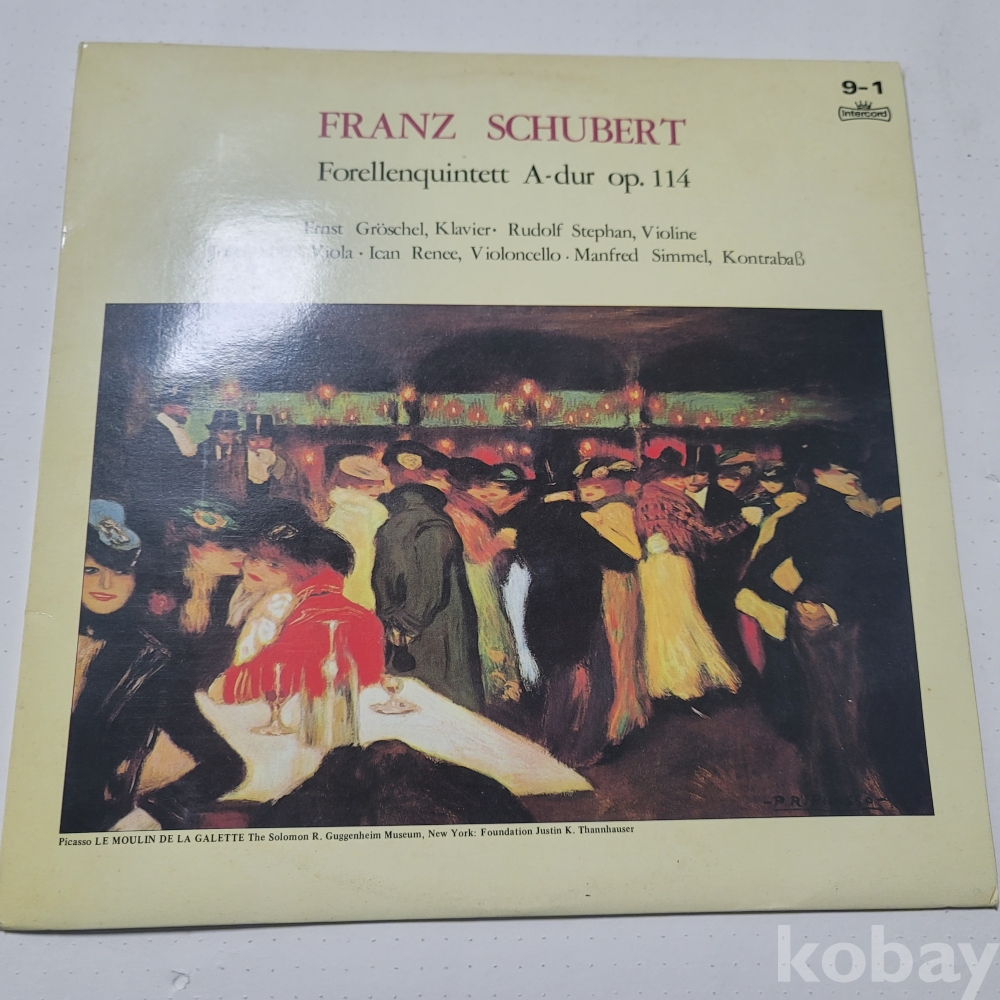 9-1
Intercord
FRANZ SCHUBERT
Forellenquintett A-dur op. 114
Ernst Gröschel, Klavier · Rudolf Stephan, Violine
Viola · Ican Renee, Violoncello · Manfred Simmel, Kontrabaß
Picasso LE MOULIN DE LA GALETTE The Solomon R. Guggenheim Museum, New York: Foundation Justin K. Thannhauser
kobay